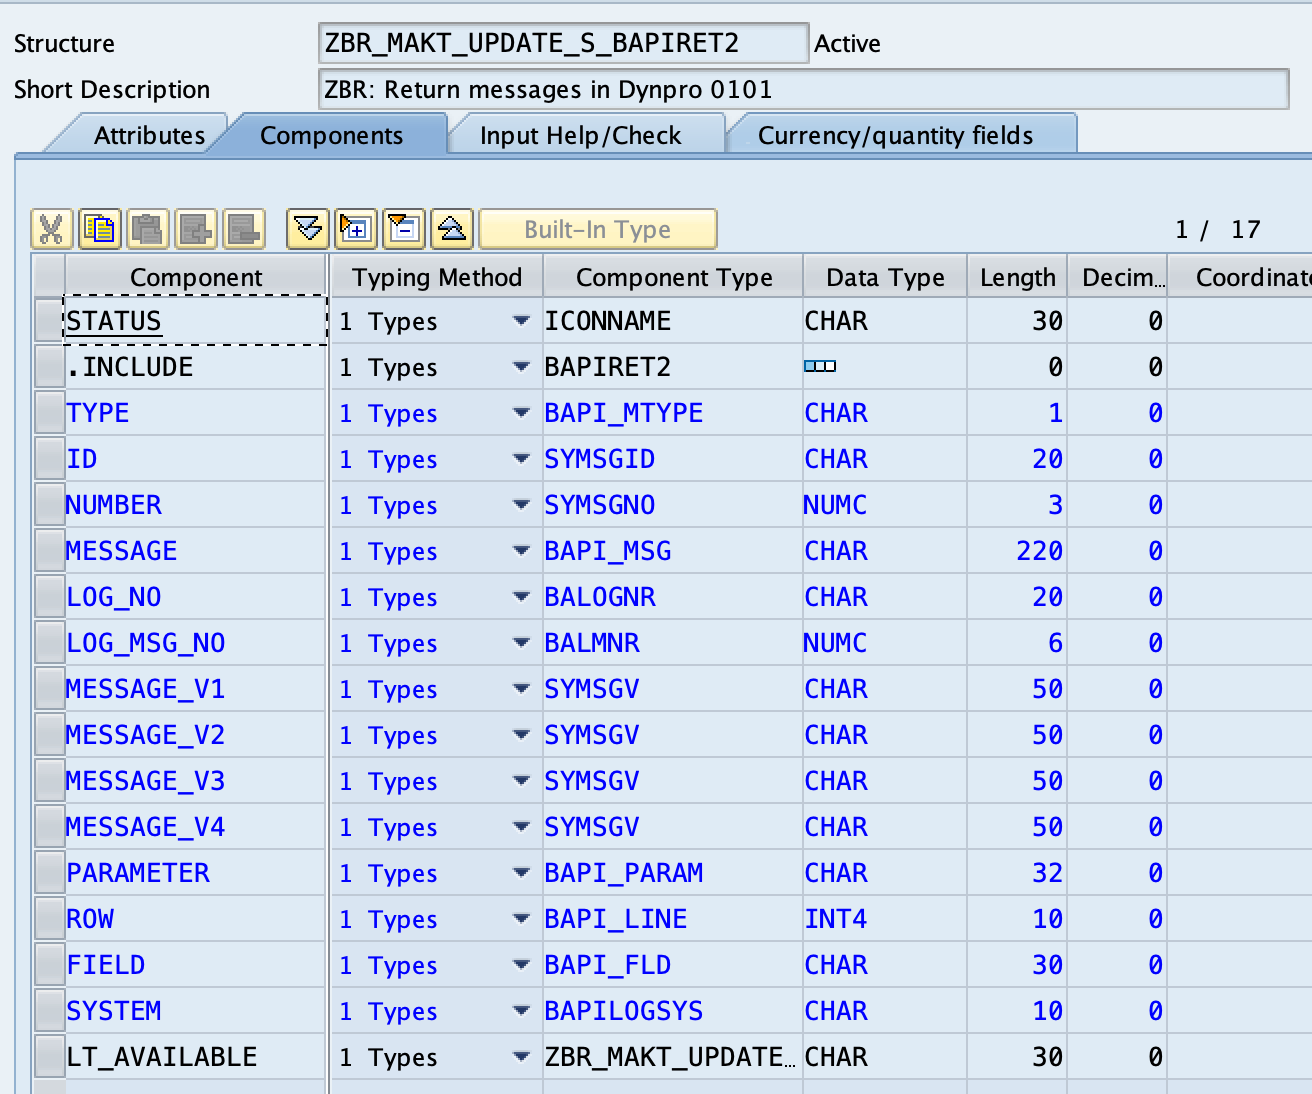 Structure ZBR_MAKT_UPDATE_S_BAPIRET2 Active
Short Description ZBR: Return messages in Dynpro 0101
Attributes Components Input Help/Check Currency/quantity fields
Built-In Type 1 / 17
Component Typing Method Component Type Data Type Length Decim... Coordinate
STATUS 1 Types ICONNAME CHAR 30 0
.INCLUDE 1 Types BAPIRET2 0 0
TYPE 1 Types BAPI_MTYPE CHAR 1 0
ID 1 Types SYMSGID CHAR 20 0
NUMBER 1 Types SYMSGNO NUMC 3 0
MESSAGE 1 Types BAPI_MSG CHAR 220 0
LOG_NO 1 Types BALOGNR CHAR 20 0
LOG_MSG_NO 1 Types BALMNR NUMC 6 0
MESSAGE_V1 1 Types SYMSGV CHAR 50 0
MESSAGE_V2 1 Types SYMSGV CHAR 50 0
MESSAGE_V3 1 Types SYMSGV CHAR 50 0
MESSAGE_V4 1 Types SYMSGV CHAR 50 0
PARAMETER 1 Types BAPI_PARAM CHAR 32 0
ROW 1 Types BAPI_LINE INT4 10 0
FIELD 1 Types BAPI_FLD CHAR 30 0
SYSTEM 1 Types BAPILOGSYS CHAR 10 0
LT_AVAILABLE 1 Types ZBR_MAKT_UPDATE... CHAR 30 0